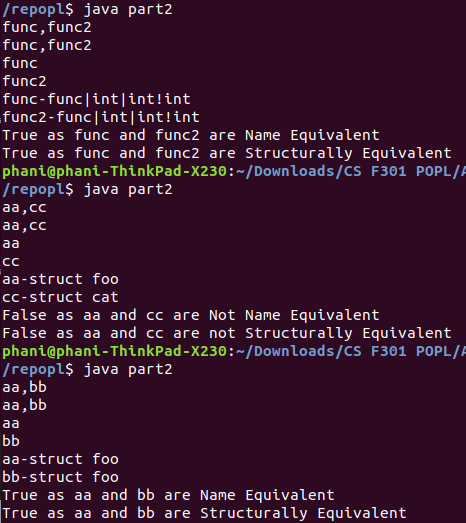 /repopl$ java part2
func,func2
func,func2
func
func2
func-func|int|int!int
func2-func|int|int!int
True as func and func2 are Name Equivalent
True as func and func2 are Structurally Equivalent
phani@phani-ThinkPad-X230:~/Downloads/CS F301 POPL/A
/repopl$ java part2
aa,cc
aa,cc
aa
cc
aa-struct foo
cc-struct cat
False as aa and cc are Not Name Equivalent
False as aa and cc are not Structurally Equivalent
phani@phani-ThinkPad-X230:~/Downloads/CS F301 POPL/A
/repopl$ java part2
aa,bb
aa,bb
aa
bb
aa-struct foo
bb-struct foo
True as aa and bb are Name Equivalent
True as aa and bb are Structurally Equivalent